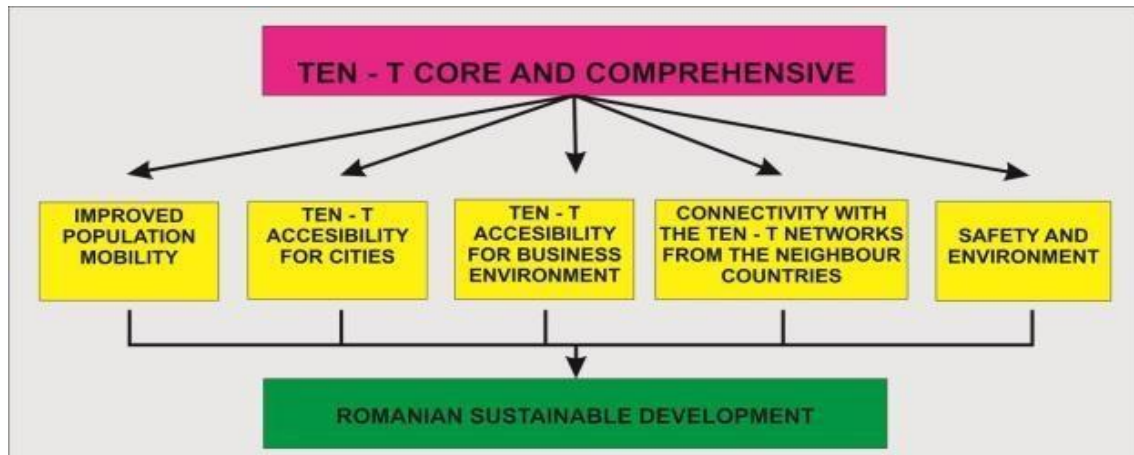 TEN - T CORE AND COMPREHENSIVE
IMPROVED
POPULATION
MOBILITY
TEN - T
ACCESIBILITY
FOR CITIES
TEN - T
ACCESIBILITY
FOR BUSINESS
ENVIRONMENT
CONNECTIVITY WITH
THE TEN - T NETWORKS
FROM THE NEIGHBOUR
COUNTRIES
SAFETY AND
ENVIRONMENT
ROMANIAN SUSTAINABLE DEVELOPMENT